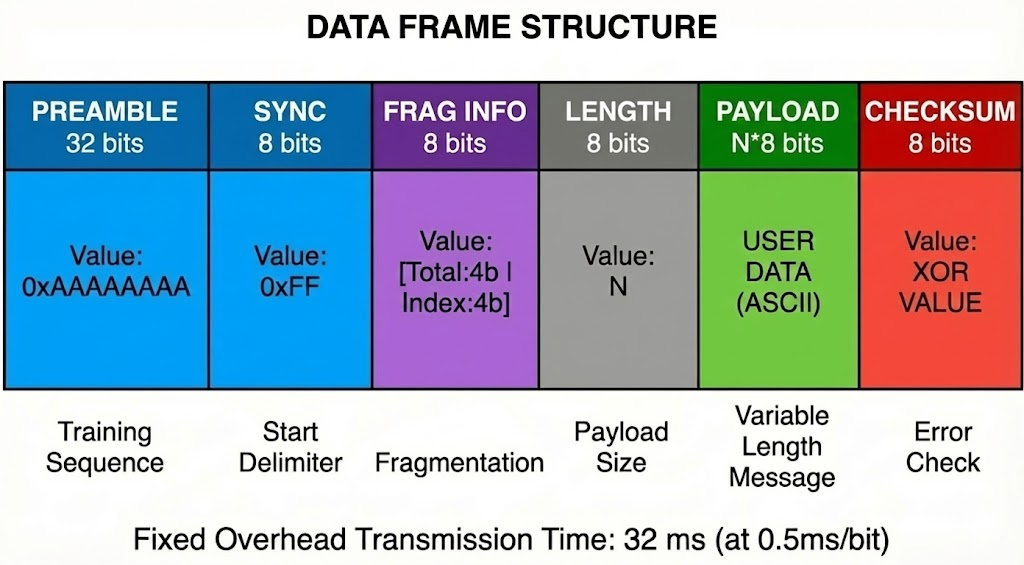 DATA FRAME STRUCTURE
PREAMBLE
32 bits
SYNC
8 bits
FRAG INFO
8 bits
LENGTH
8 bits
PAYLOAD
N*8 bits
CHECKSUM
8 bits
Value:
0xAAAAAAAA
Value:
0xFF
Value:
[Total:4b |
Index:4b]
Value:
N
USER
DATA
(ASCII)
Value:
XOR
VALUE
Training
Sequence
Start
Delimiter
Fragmentation
Payload
Size
Variable
Length
Message
Error
Check
Fixed Overhead Transmission Time: 32 ms (at 0.5ms/bit)